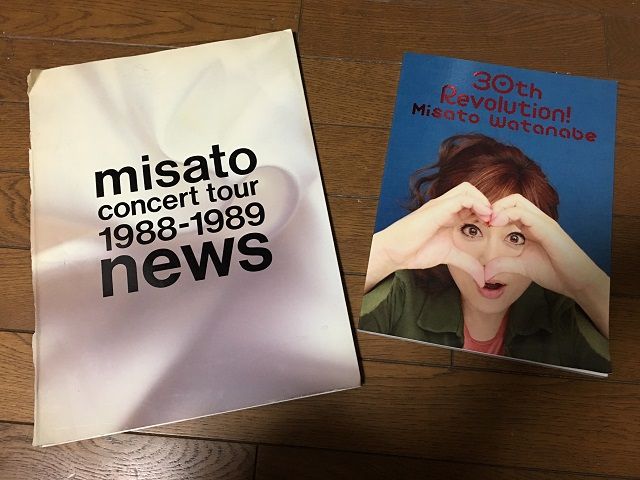 misato
concert tour
1988-1989
news
30th
Revolution!
Misato Watanabe